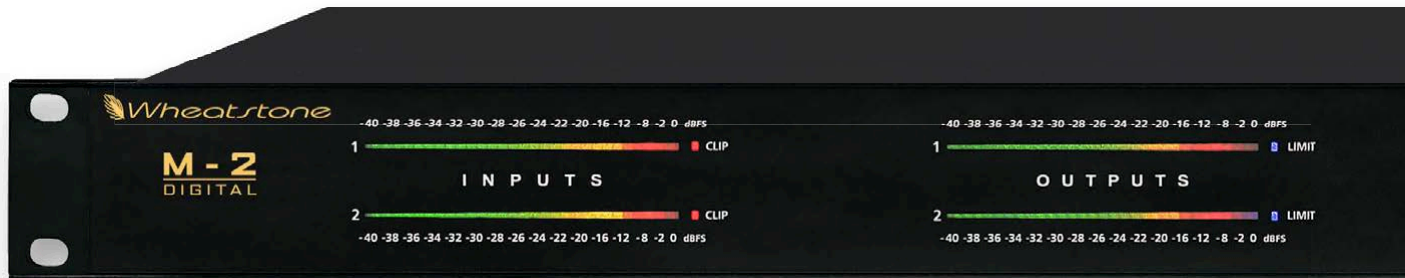 Wheatstone
M - 2
DIGITAL
-40 -38 -36 -34 -32 -30 -28 -26 -24 -22 -20 -16 -12 -8 -2 0 dBFS
1 CLIP
INPUTS
2 CLIP
-40 -38 -36 -34 -32 -30 -28 -26 -24 -22 -20 -16 -12 -8 -2 0 dBFS
-40 -38 -36 -34 -32 -30 -28 -26 -24 -22 -20 -16 -12 -8 -2 0 dBFS
1 LIMIT
OUTPUTS
2 LIMIT
-40 -38 -36 -34 -32 -30 -28 -26 -24 -22 -20 -16 -12 -8 -2 0 dBFS